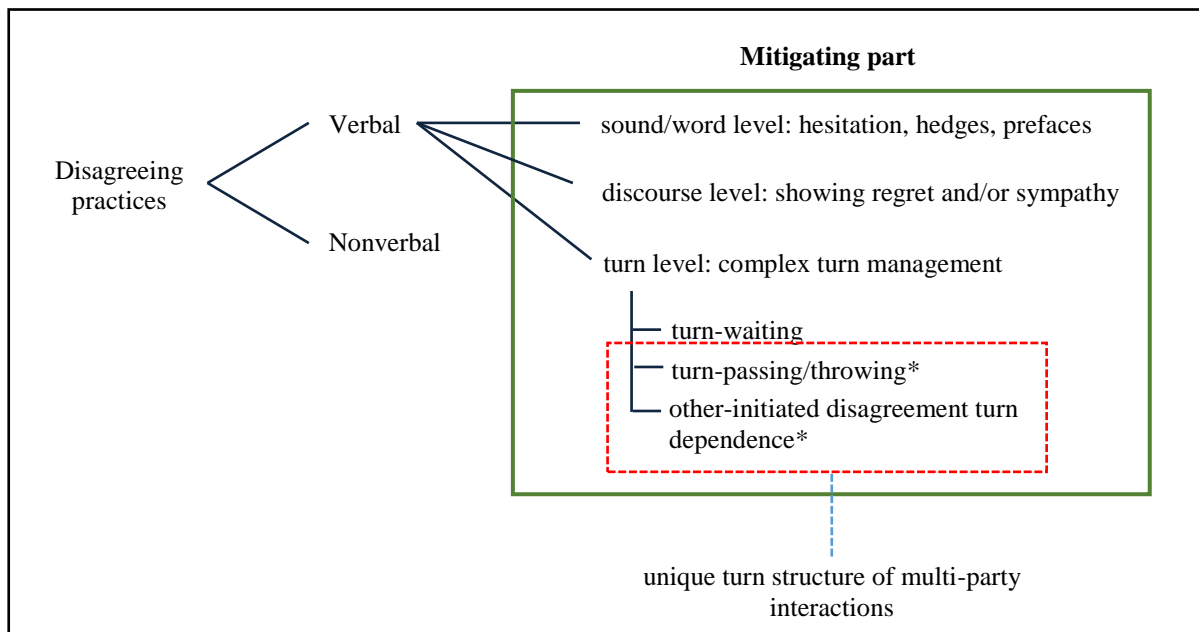 Mitigating part
Verbal
sound/word level: hesitation, hedges, prefaces
Disagreeing
practices
discourse level: showing regret and/or sympathy
Nonverbal
turn level: complex turn management
turn-waiting
turn-passing/throwing*
other-initiated disagreement turn
dependence*
unique turn structure of multi-party
interactions